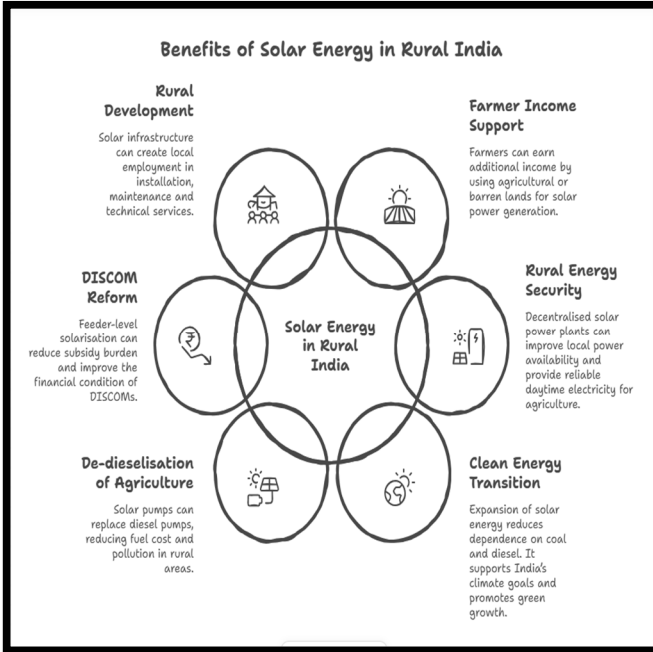 Benefits of Solar Energy in Rural India
Rural
Development
Solar infrastructure
can create local
employment in
installation,
maintenance and
technical services.
Farmer Income
Support
Farmers can earn
additional income by
using agricultural or
barren lands for solar
power generation.
DISCOM
Reform
Feeder-level
solarisation can
reduce subsidy burden
and improve the
financial condition of
DISCOMs.
₹
Solar Energy
in Rural
India
Rural Energy
Security
Decentralised solar
power plants can
improve local power
availability and
provide reliable
daytime electricity for
agriculture.
De-dieselisation
of Agriculture
Solar pumps can
replace diesel pumps,
reducing fuel cost and
pollution in rural
areas.
Clean Energy
Transition
Expansion of solar
energy reduces
dependence on coal
and diesel. It
supports India's
climate goals and
promotes green
growth.